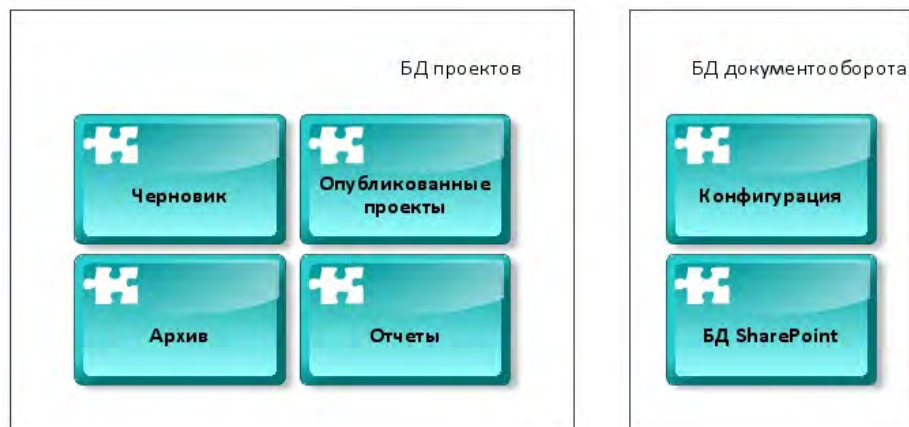 БД проектов
Черновик
Опубликованные
проекты
Архив
Отчеты
БД документооборота
Конфигурация
БД SharePoint